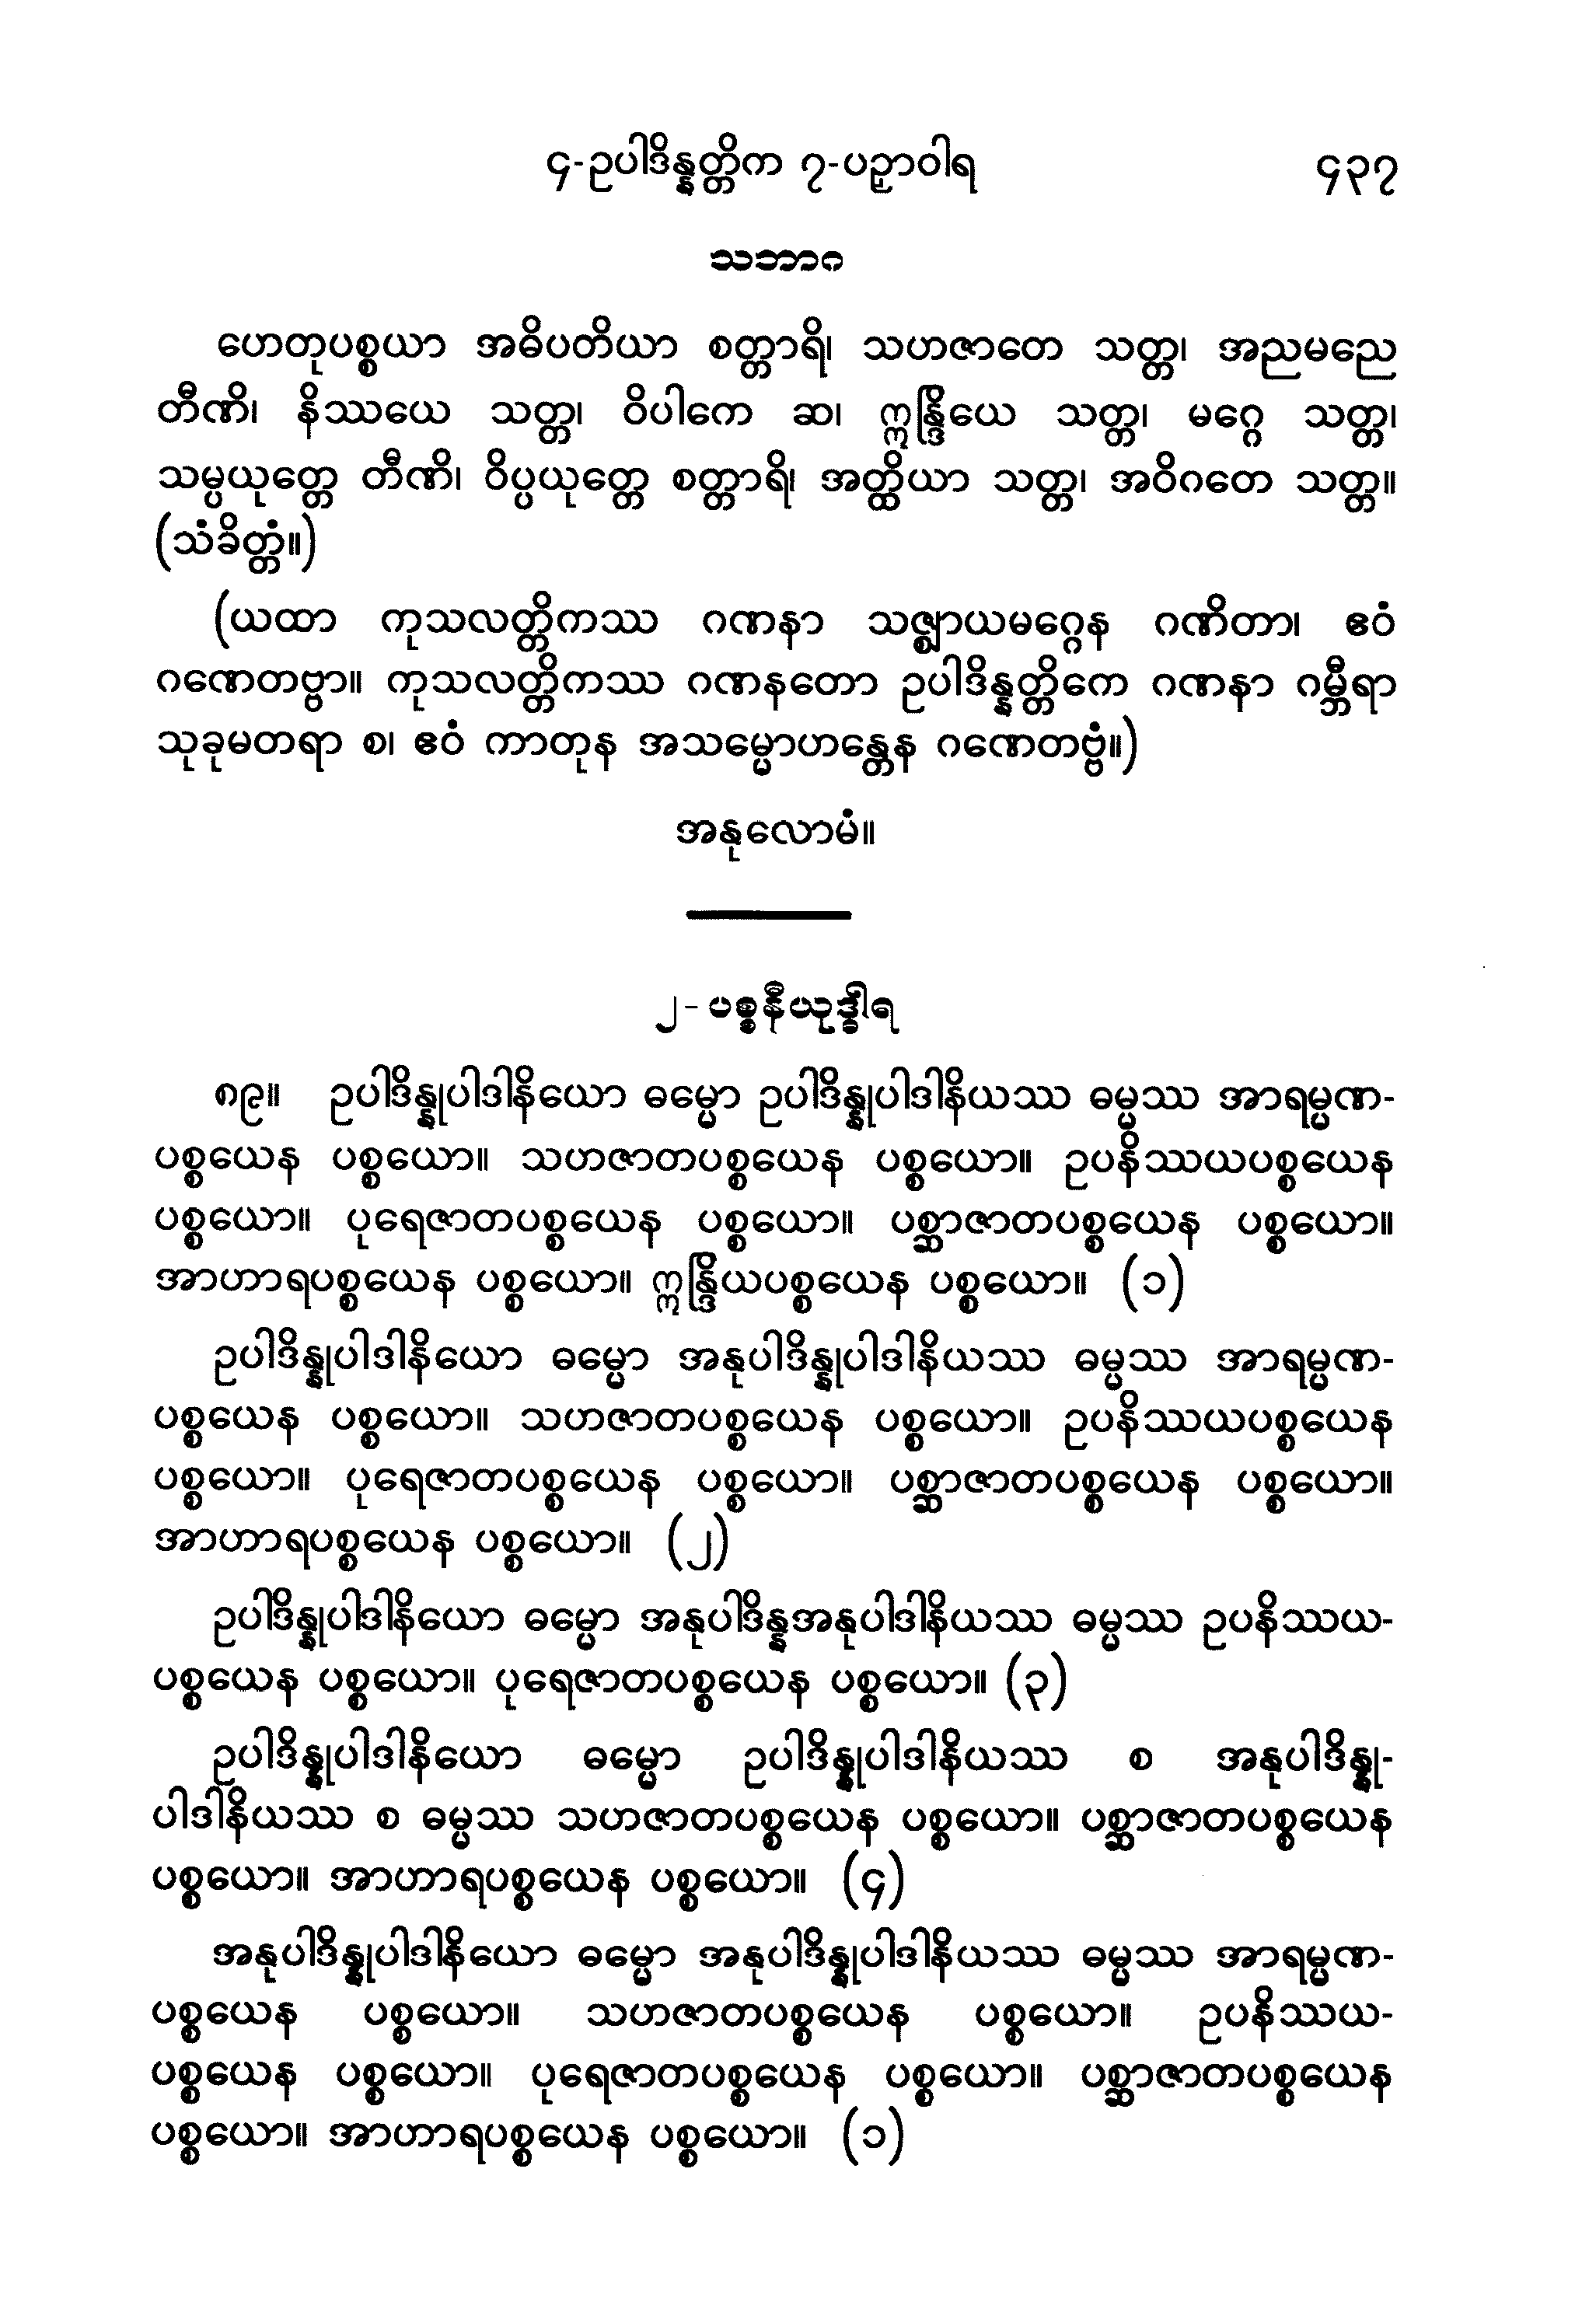 ၄-ဥပါဒိန္နတ္တိက ၇-ပဉှာဝါရ ၄၃၇
သဘာဂ
ဟေတုပစ္စယာ အဓိပတိယာ စတ္တာရိ၊ သဟဇာတေ သတ္တ၊ အညမညေ
တီဏိ၊ နိဿယေ သတ္တ၊ ဝိပါကေ ဆ၊ ဣန္ဒြိယေ သတ္တ၊ မဂ္ဂေ သတ္တ၊
သမ္ပယုတ္တေ တီဏိ၊ ဝိပ္ပယုတ္တေ စတ္တာရိ၊ အတ္ထိယာ သတ္တ၊ အဝိဂတေ သတ္တ။
(သံခိတ္တံ။)
(ယထာ ကုသလတ္တိကဿ ဂဏနာ သဇ္ဈာယမဂ္ဂေန ဂဏိတာ၊ ဧဝံ
ဂဏေတဗ္ဗာ။ ကုသလတ္တိကဿ ဂဏနတော ဥပါဒိန္နတ္တိကေ ဂဏနာ ဂမ္ဘီရာ
သုခုမတရာ စ၊ ဧဝံ ကာတုန အသမ္မောဟန္တေန ဂဏေတဗ္ဗံ။)
အနုလောမံ။
၂-ပစ္စနီယုဒ္ဓါရ
၈၉။ ဥပါဒိန္နုပါဒါနိယော ဓမ္မော ဥပါဒိန္နုပါဒါနိယဿ ဓမ္မဿ အာရမ္မဏ-
ပစ္စယေန ပစ္စယော။ သဟဇာတပစ္စယေန ပစ္စယော။ ဥပနိဿယပစ္စယေန
ပစ္စယော။ ပုရေဇာတပစ္စယေန ပစ္စယော။ ပစ္ဆာဇာတပစ္စယေန ပစ္စယော။
အာဟာရပစ္စယေန ပစ္စယော။ ဣန္ဒြိယပစ္စယေန ပစ္စယော။ (၁)
ဥပါဒိန္နုပါဒါနိယော ဓမ္မော အနုပါဒိန္နုပါဒါနိယဿ ဓမ္မဿ အာရမ္မဏ-
ပစ္စယေန ပစ္စယော။ သဟဇာတပစ္စယေန ပစ္စယော။ ဥပနိဿယပစ္စယေန
ပစ္စယော။ ပုရေဇာတပစ္စယေန ပစ္စယော။ ပစ္ဆာဇာတပစ္စယေန ပစ္စယော။
အာဟာရပစ္စယေန ပစ္စယော။ (၂)
ဥပါဒိန္နုပါဒါနိယော ဓမ္မော အနုပါဒိန္နအနုပါဒါနိယဿ ဓမ္မဿ ဥပနိဿယ-
ပစ္စယေန ပစ္စယော။ ပုရေဇာတပစ္စယေန ပစ္စယော။ (၃)
ဥပါဒိန္နုပါဒါနိယော ဓမ္မော ဥပါဒိန္နုပါဒါနိယဿ စ အနုပါဒိန္နု-
ပါဒါနိယဿ စ ဓမ္မဿ သဟဇာတပစ္စယေန ပစ္စယော။ ပစ္ဆာဇာတပစ္စယေန
ပစ္စယော။ အာဟာရပစ္စယေန ပစ္စယော။ (၄)
အနုပါဒိန္နုပါဒါနိယော ဓမ္မော အနုပါဒိန္နုပါဒါနိယဿ ဓမ္မဿ အာရမ္မဏ-
ပစ္စယေန ပစ္စယော။ သဟဇာတပစ္စယေန ပစ္စယော။ ဥပနိဿယ-
ပစ္စယေန ပစ္စယော။ ပုရေဇာတပစ္စယေန ပစ္စယော။ ပစ္ဆာဇာတပစ္စယေန
ပစ္စယော။ အာဟာရပစ္စယေန ပစ္စယော။ (၁)